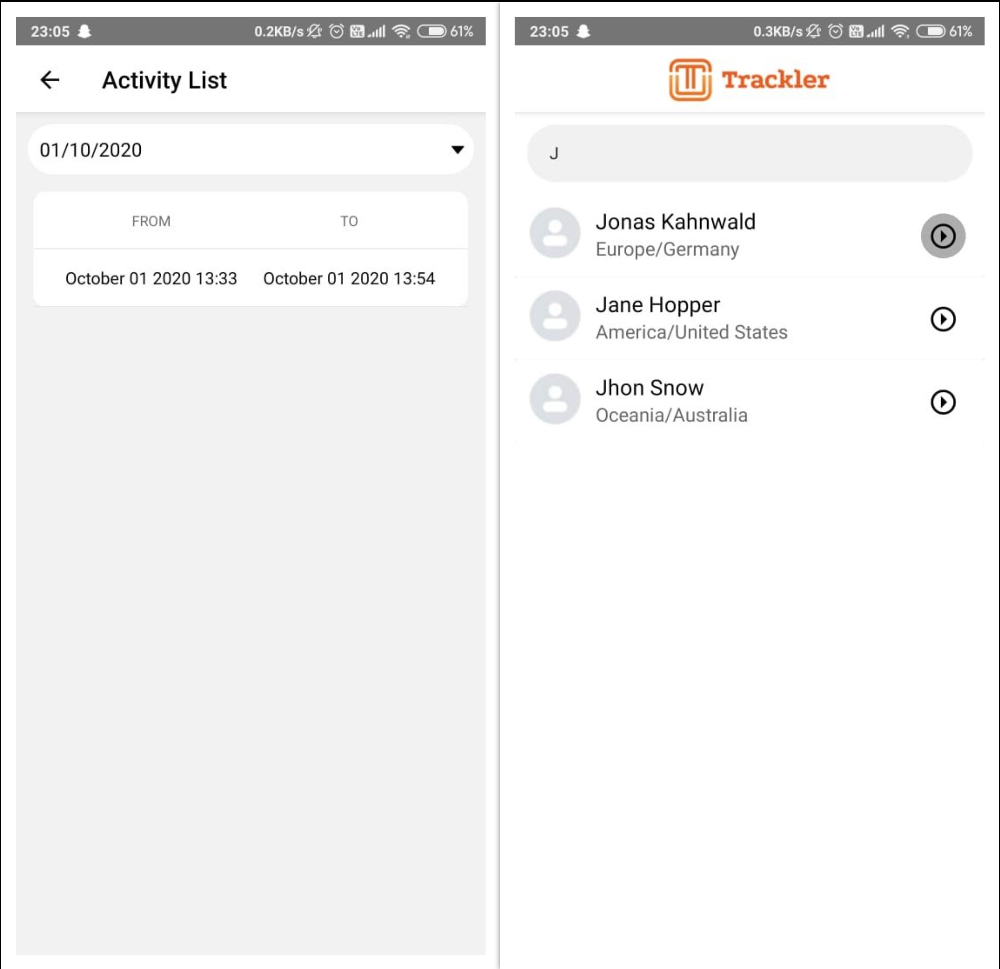 23:05 0.2KB/s VoLTE 61%
Activity List
01/10/2020
FROM TO
October 01 2020 13:33 October 01 2020 13:54
23:05 0.3KB/s VoLTE 61%
Trackler
J
Jonas Kahnwald
Europe/Germany
Jane Hopper
America/United States
Jhon Snow
Oceania/Australia